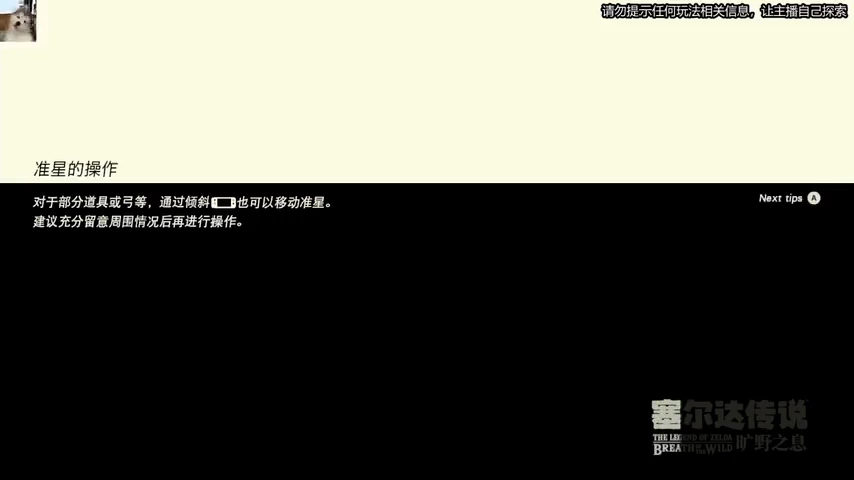 请勿提示任何玩法相关信息，让主播自己探索
准星的操作
对于部分道具或弓等，通过倾斜也可以移动准星。
建议充分留意周围情况后再进行操作。
Next tips A
塞尔达传说
THE LEGEND OF ZELDA
BREATH OF THE WILD
旷野之息